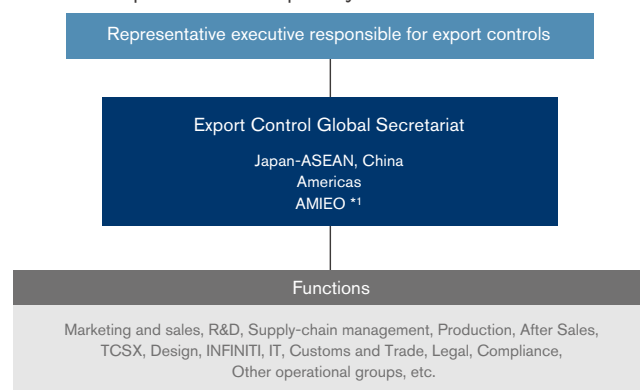 Representative executive responsible for export controls
Export Control Global Secretariat
Japan-ASEAN, China
Americas
AMIEO *¹
Functions
Marketing and sales, R&D, Supply-chain management, Production, After Sales,
TCSX, Design, INFINITI, IT, Customs and Trade, Legal, Compliance,
Other operational groups, etc.